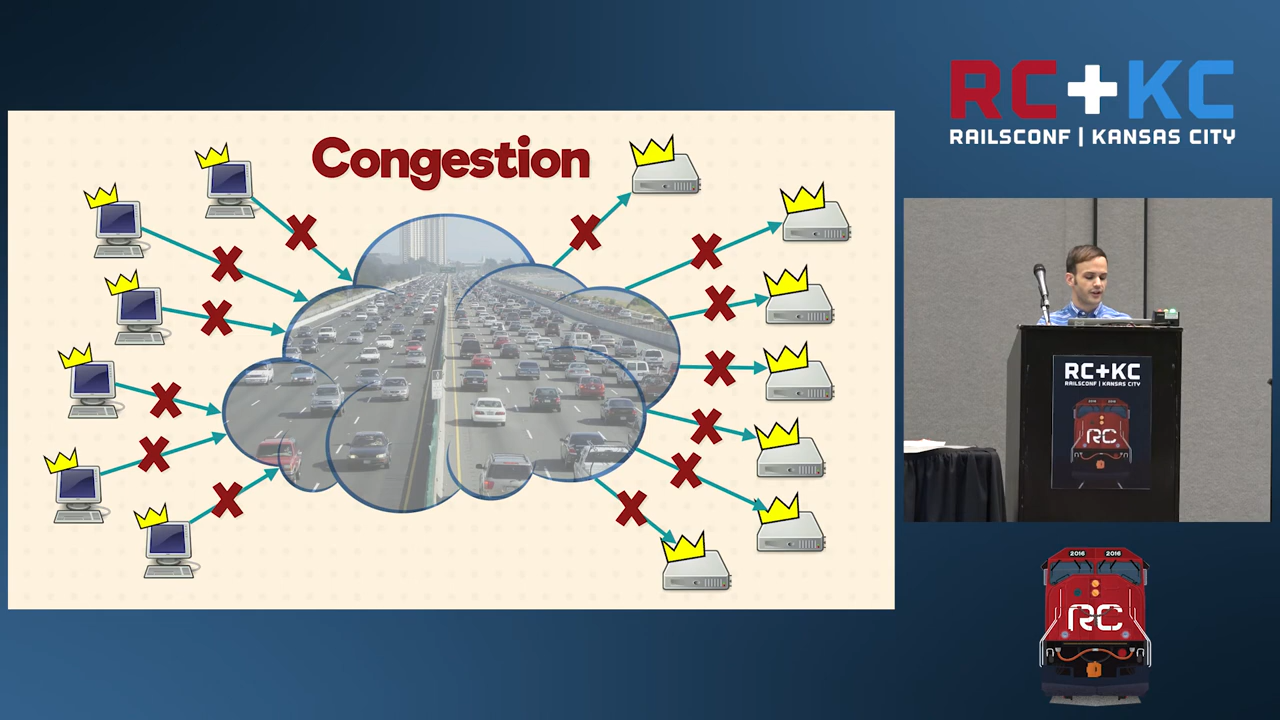 Congestion
RC+KC
RAILSCONF | KANSAS CITY
RC+KC
RAILSCONF | KANSAS CITY
RC
2016 2016
RC